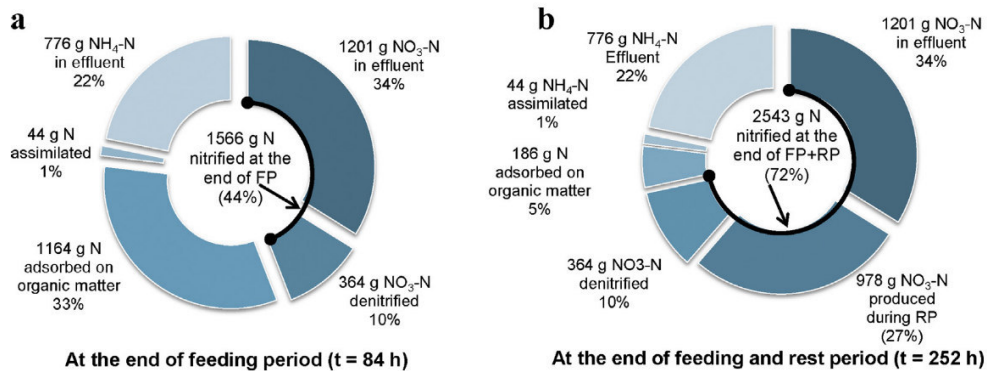 a
776 g NH4-N
in effluent
22%
1201 g NO3-N
in effluent
34%
44 g N
assimilated
1%
1566 g N
nitrified at the
end of FP
(44%)
1164 g N
adsorbed on
organic matter
33%
364 g NO3-N
denitrified
10%
At the end of feeding period (t = 84 h)
b
776 g NH4-N
Effluent
22%
1201 g NO3-N
in effluent
34%
44 g NH4-N
assimilated
1%
2543 g N
nitrified at the
end of FP+RP
(72%)
186 g N
adsorbed on
organic matter
5%
364 g NO3-N
denitrified
10%
978 g NO3-N
produced
during RP
(27%)
At the end of feeding and rest period (t = 252 h)